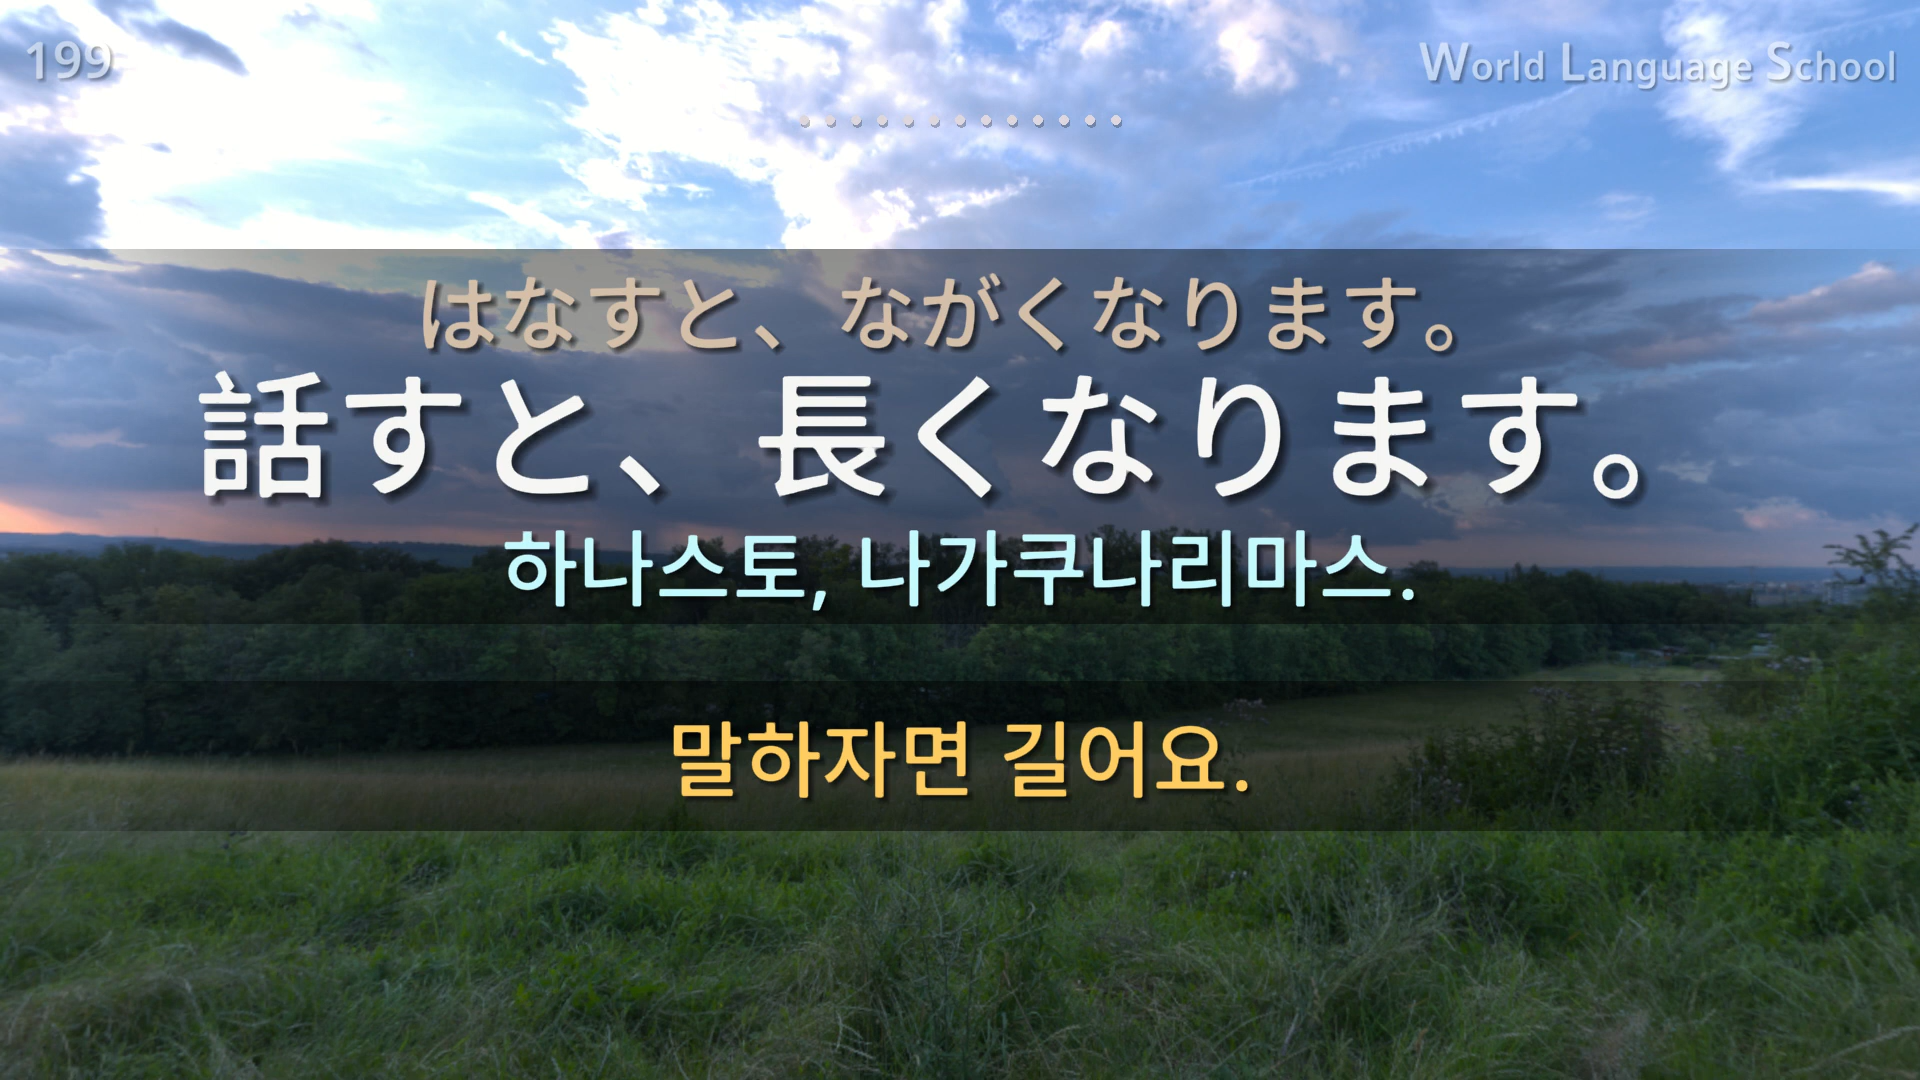 199
World Language School
はなすと、ながくなります。
話すと、長くなります。
하나스토, 나가쿠나리마스.
말하자면 길어요.